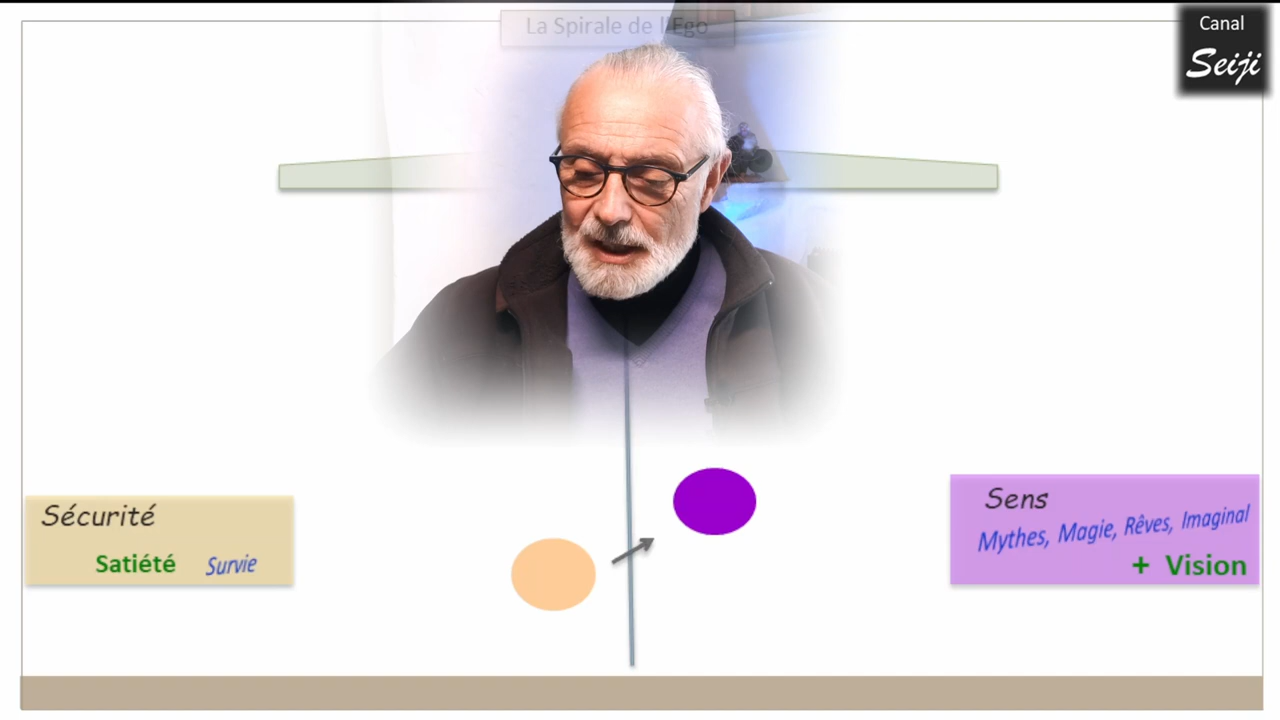 La Spirale de l'Ego
Canal
Seiji
Sécurité
Satiété Survie
Sens
Mythes, Magie, Rêves, Imaginal
+ Vision